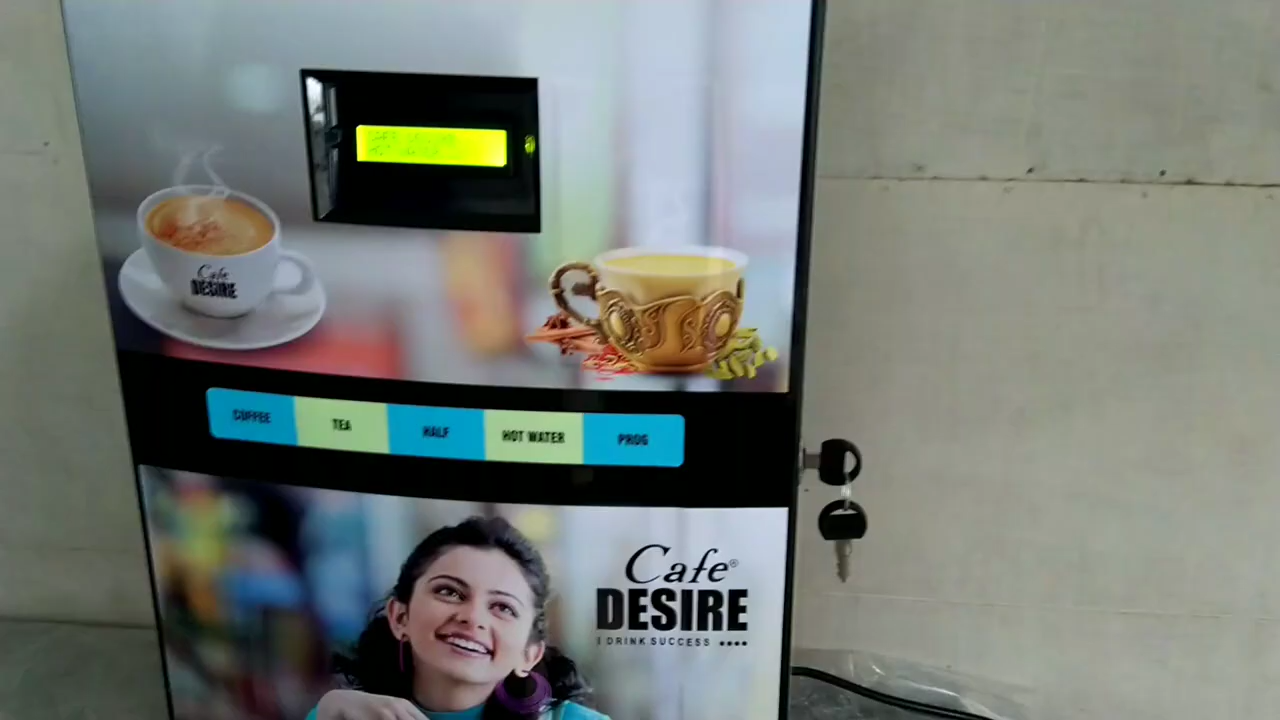 Cafe
DESIRE
COFFEE
TEA
HALF
HOT WATER
PROG
Cafe®
DESIRE
I DRINK SUCCESS